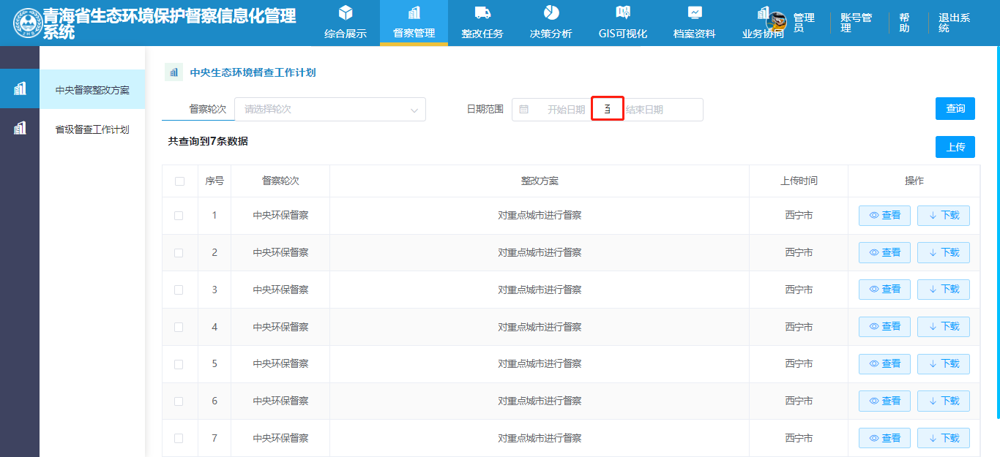 青海省生态环境保护督察信息化管理
系统
综合展示
督察管理
整改任务
决策分析
GIS可视化
档案资料
业务协同
管理
员
账号管
理
帮
助
退出系
统
中央督察整改方案
省级督查工作计划
中央生态环境督查工作计划
督察轮次 请选择轮次 日期范围 开始日期 至 结束日期 查询
共查询到7条数据
上传
序号 督察轮次 整改方案 上传时间 操作
1 中央环保督察 对重点城市进行督察 西宁市 查看 下载
2 中央环保督察 对重点城市进行督察 西宁市 查看 下载
3 中央环保督察 对重点城市进行督察 西宁市 查看 下载
4 中央环保督察 对重点城市进行督察 西宁市 查看 下载
5 中央环保督察 对重点城市进行督察 西宁市 查看 下载
6 中央环保督察 对重点城市进行督察 西宁市 查看 下载
7 中央环保督察 对重点城市进行督察 西宁市 查看 下载